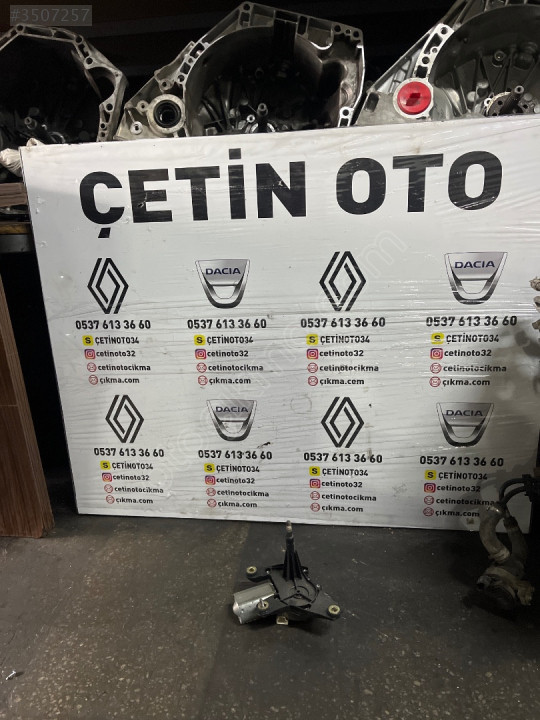 #3507257
ÇETİN OTO
DACIA DACIA
0537 613 36 60 0537 613 36 60 0537 613 36 60 0537 613 36 60
S ÇETİNOTO34 S ÇETİNOTO34 S ÇETİNOTO34 S ÇETİNOTO34
cetinoto32 cetinoto32 cetinoto32 cetinoto32
cetinotocikma cetinotocikma cetinotocikma cetinotocikma
çıkma.com çıkma.com çıkma.com çıkma.com
DACIA DACIA
0537 613 36 60 0537 613 36 60 0537 613 36 60 0537 613 36 60
S ÇETİNOTO34 S ÇETİNOTO34 S ÇETİNOTO34 S ÇETİNOTO34
cetinoto32 cetinoto32 cetinoto32 cetinoto32
cetinotocikma cetinotocikma cetinotocikma cetinotocikma
çıkma.com çıkma.com çıkma.com çıkma.com